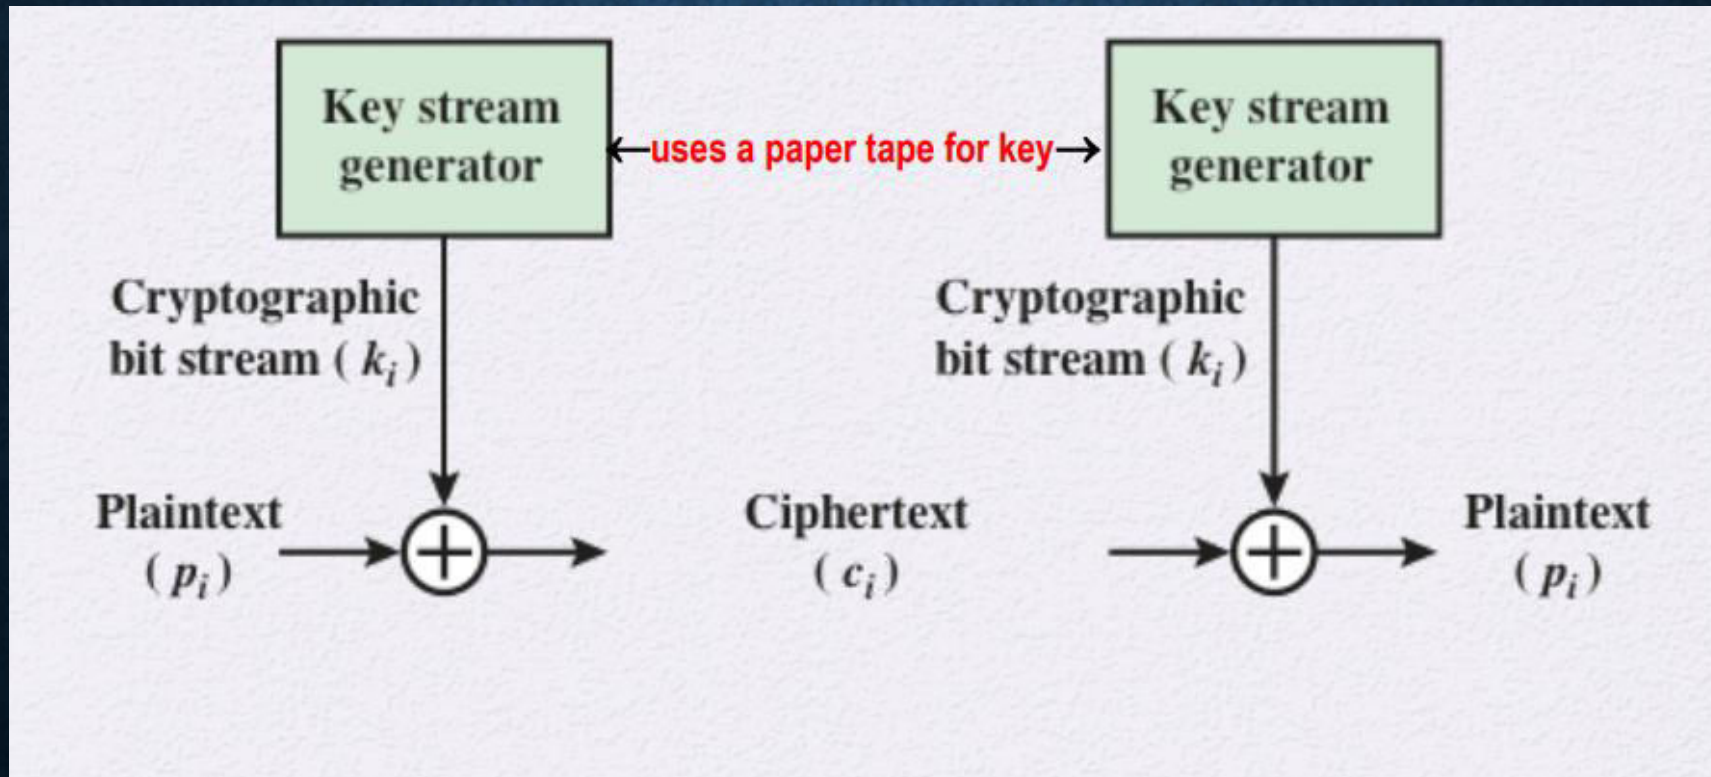 Key stream
generator
←uses a paper tape for key→
Key stream
generator
Cryptographic
bit stream ( kᵢ )
Cryptographic
bit stream ( kᵢ )
Plaintext
( pᵢ )
Ciphertext
( cᵢ )
Plaintext
( pᵢ )